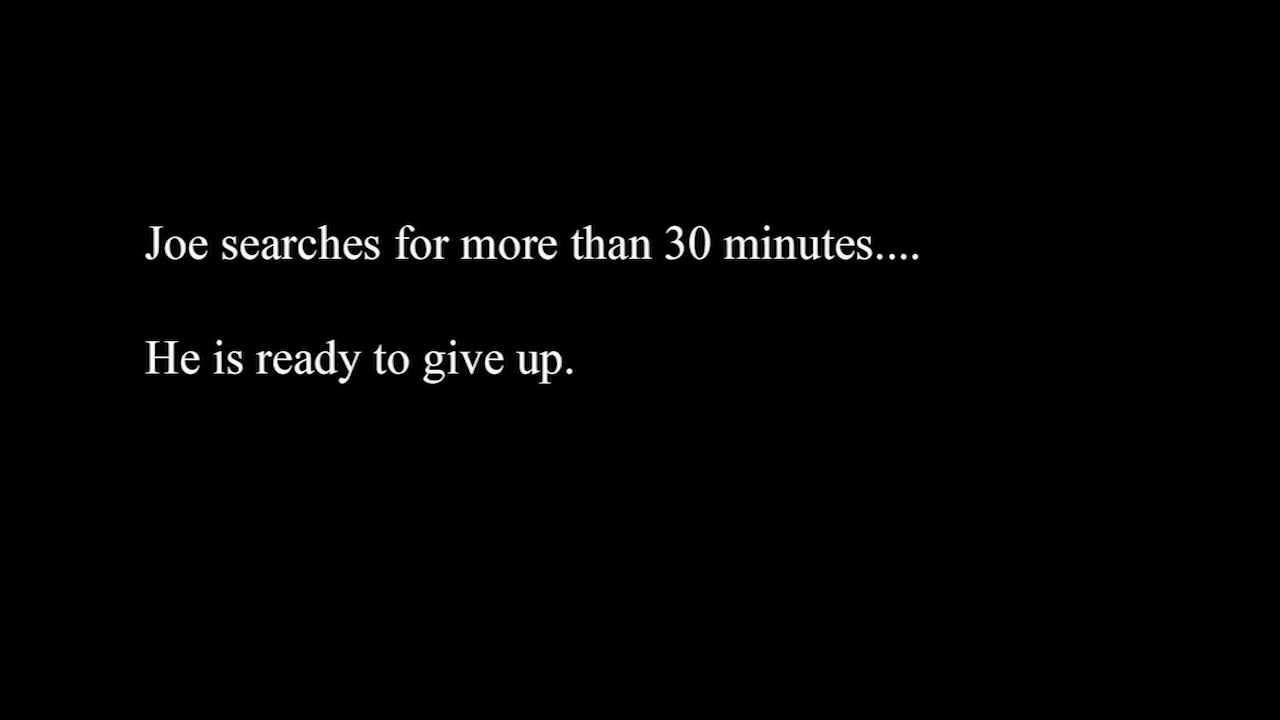 Joe searches for more than 30 minutes....
He is ready to give up.